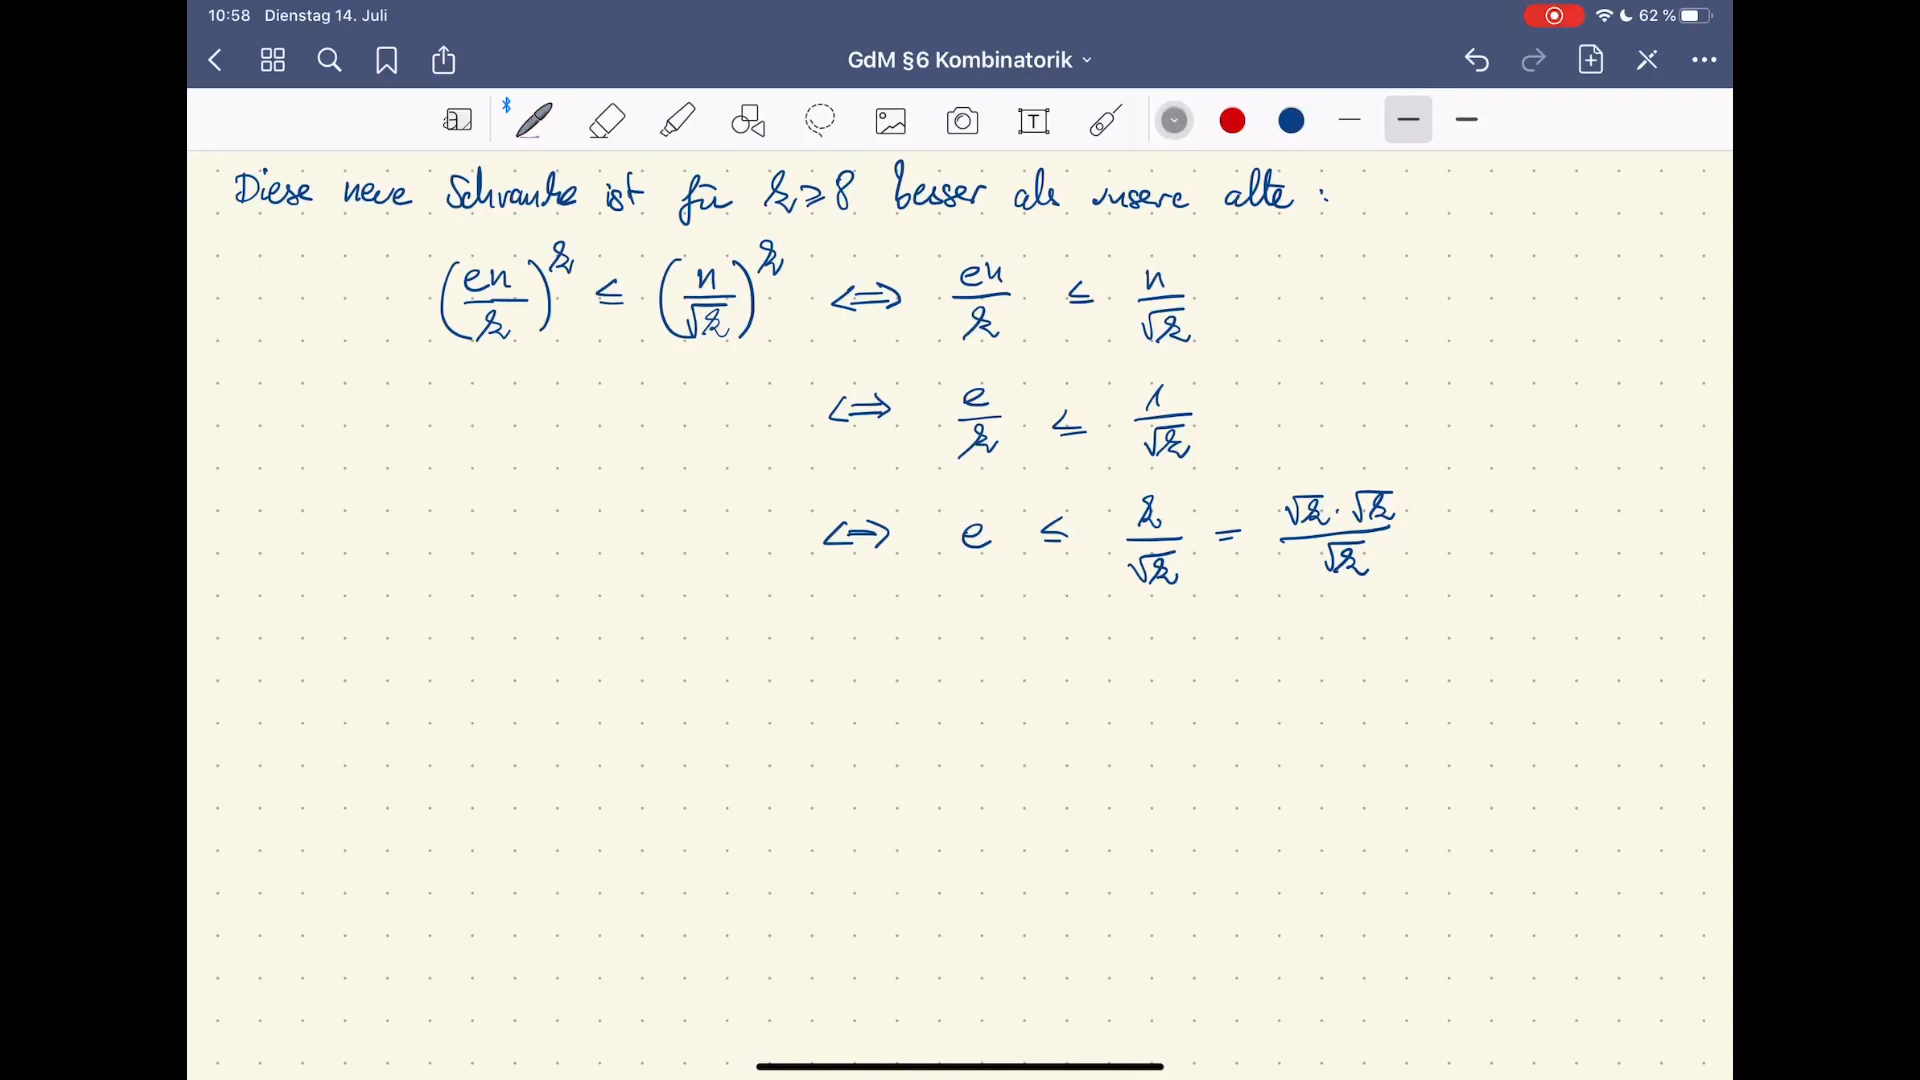 10:58 Dienstag 14. Juli 62 %
GdM §6 Kombinatorik
Diese neue Schranke ist für k ≥ 8 besser als unsere alte :
(en/k)^k ≤ (n/√k)^k ⟺ en/k ≤ n/√k
⟺ e/k ≤ 1/√k
⟺ e ≤ k/√k = √k · √k/√k